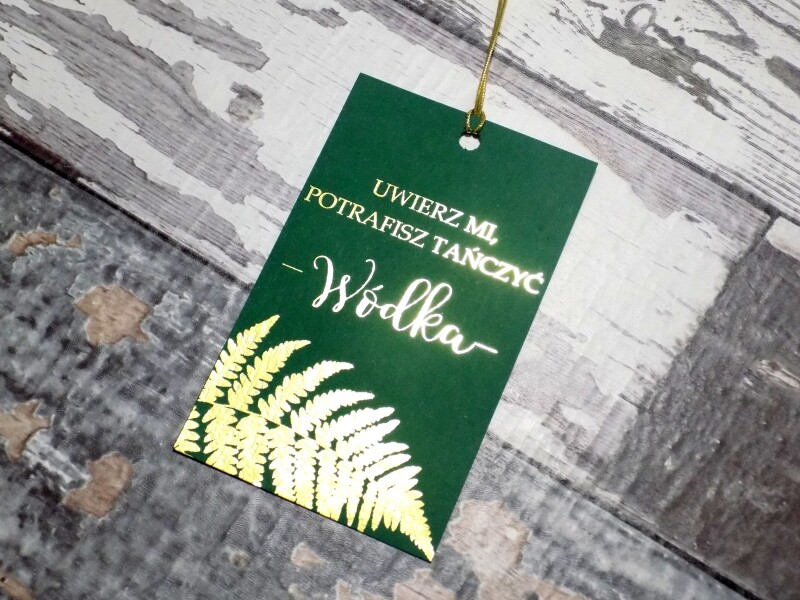 UWIERZ MI,
POTRAFISZ TAŃCZYĆ
– Wódka –